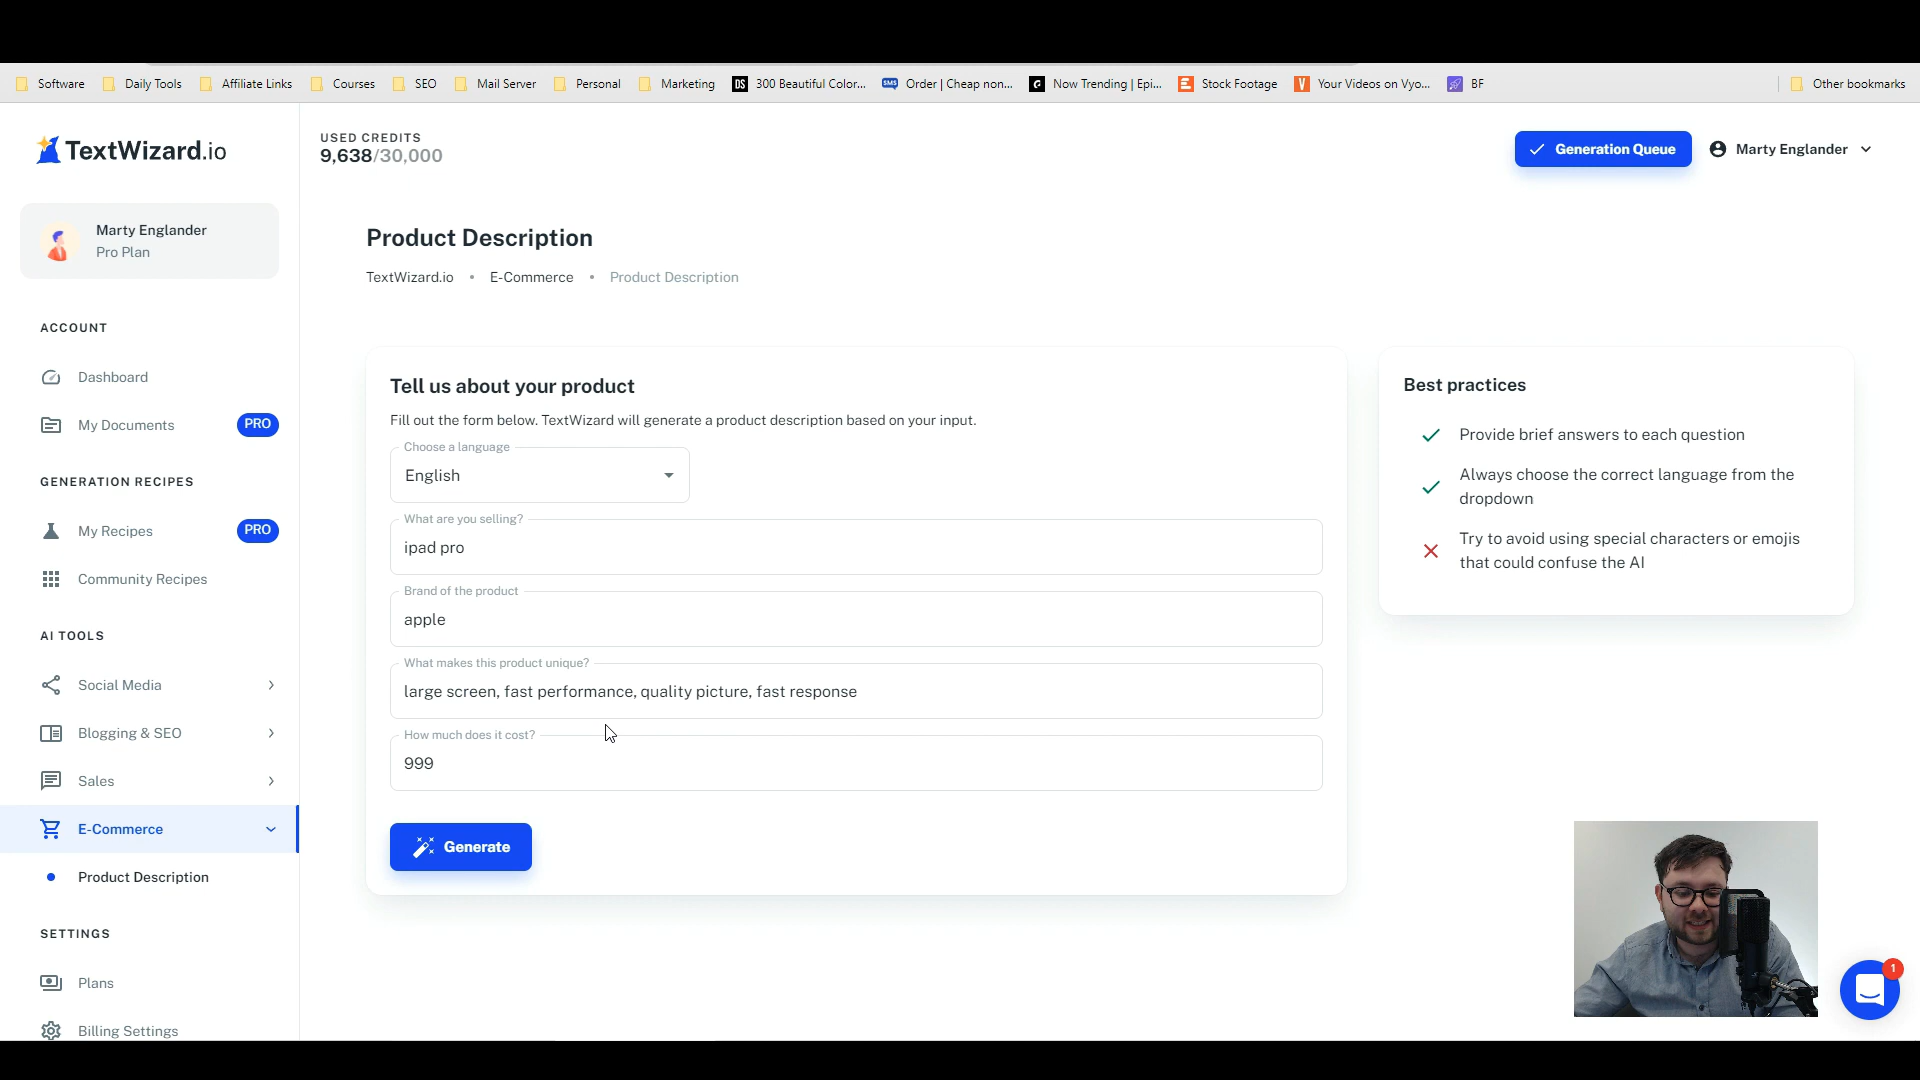 Software
Daily Tools
Affiliate Links
Courses
SEO
Mail Server
Personal
Marketing
DS
300 Beautiful Color...
SMS
Order | Cheap non...
Now Trending | Epi...
Stock Footage
Your Videos on Vyo...
BF
Other bookmarks
TextWizard.io
USED CREDITS
9,638/30,000
Generation Queue
Marty Englander
Marty Englander
Pro Plan
ACCOUNT
Dashboard
My Documents
PRO
GENERATION RECIPES
My Recipes
PRO
Community Recipes
AI TOOLS
Social Media
Blogging & SEO
Sales
E-Commerce
Product Description
SETTINGS
Plans
Billing Settings
Product Description
TextWizard.io • E-Commerce • Product Description
Tell us about your product
Fill out the form below. TextWizard will generate a product description based on your input.
Choose a language
English
What are you selling?
ipad pro
Brand of the product
apple
What makes this product unique?
large screen, fast performance, quality picture, fast response
How much does it cost?
999
Generate
Best practices
Provide brief answers to each question
Always choose the correct language from the
dropdown
Try to avoid using special characters or emojis
that could confuse the AI
1